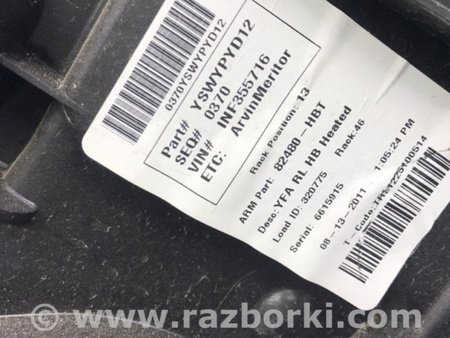 0370YSWYPYD12
Part# YSWYPYD12
SEQ# 0370
VIN# INF355716
ETC: ArvinMeritor
Rack Position: 13
ARM Part: 82480-HBT
Desc: YFA RL HB Heated
Load ID: 320775 Rack: 46
Serial: 6615915
08-13-2011 1:05:24 PM
T-Code:TR41225100514
www.razborki.com